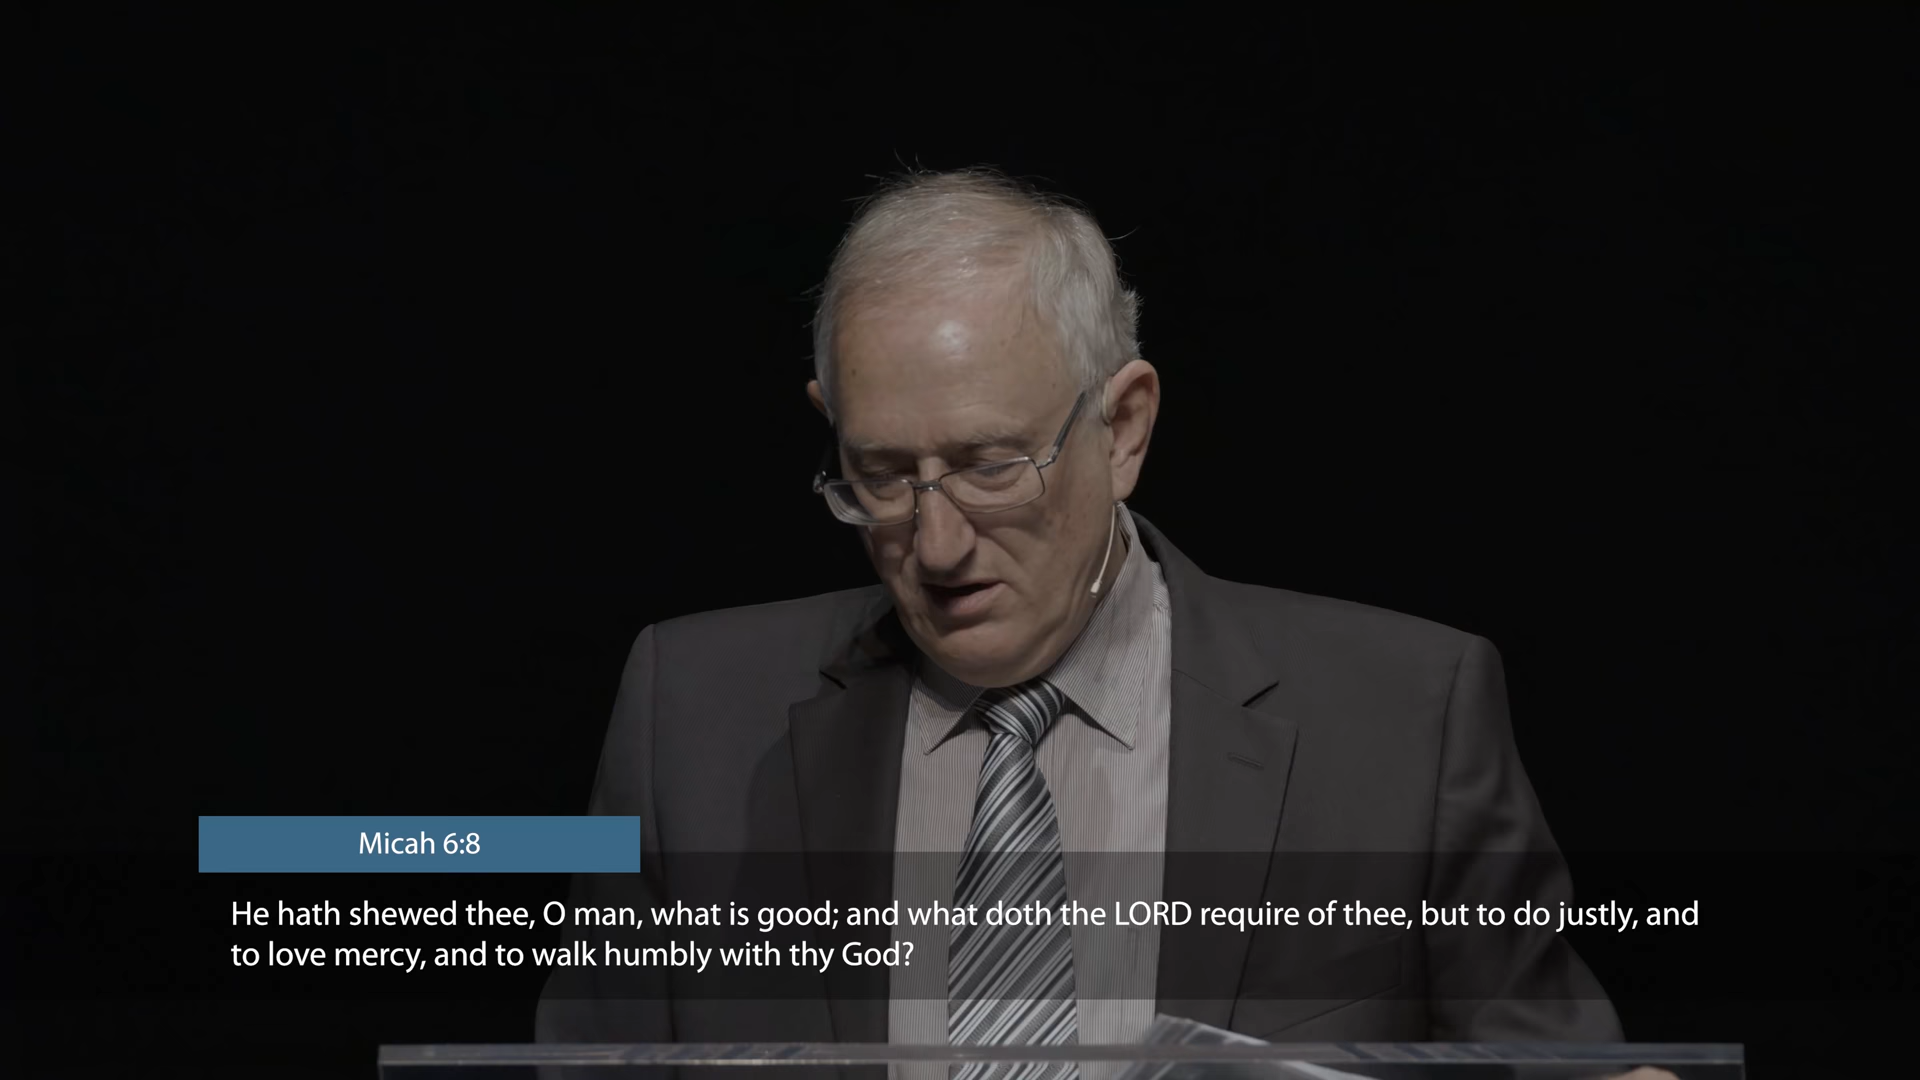 Micah 6:8
He hath shewed thee, O man, what is good; and what doth the LORD require of thee, but to do justly, and
to love mercy, and to walk humbly with thy God?